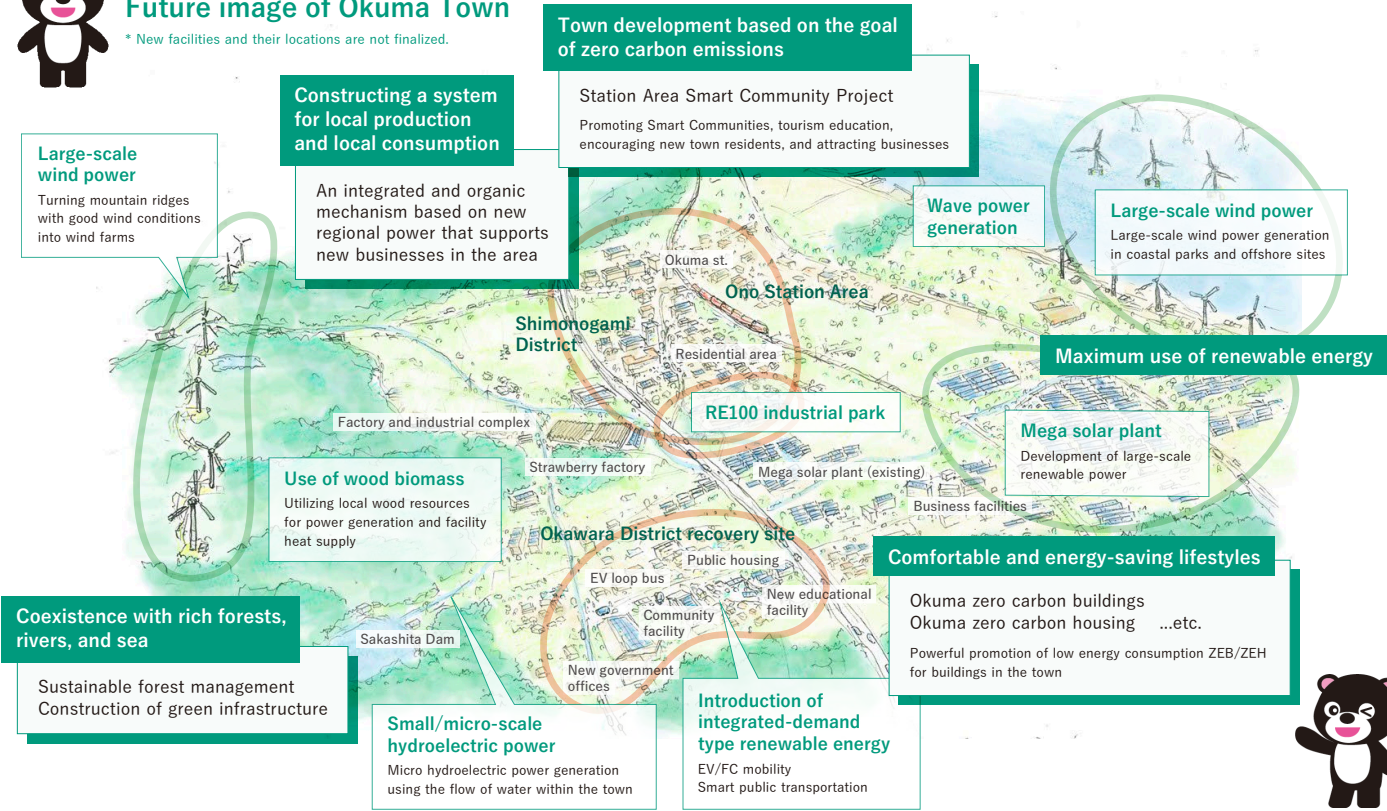 Future image of Okuma Town
* New facilities and their locations are not finalized.
Town development based on the goal
of zero carbon emissions
Station Area Smart Community Project
Promoting Smart Communities, tourism education,
encouraging new town residents, and attracting businesses
Constructing a system
for local production
and local consumption
An integrated and organic
mechanism based on new
regional power that supports
new businesses in the area
Large-scale
wind power
Turning mountain ridges
with good wind conditions
into wind farms
Wave power
generation
Large-scale wind power
Large-scale wind power generation
in coastal parks and offshore sites
Okuma st.
Ono Station Area
Shimonogami
District
Residential area
Maximum use of renewable energy
RE100 industrial park
Factory and industrial complex
Strawberry factory
Mega solar plant (existing)
Mega solar plant
Development of large-scale
renewable power
Business facilities
Use of wood biomass
Utilizing local wood resources
for power generation and facility
heat supply
Okawara District recovery site
Public housing
EV loop bus
New educational
facility
Community
facility
New government
offices
Comfortable and energy-saving lifestyles
Okuma zero carbon buildings
Okuma zero carbon housing ...etc.
Powerful promotion of low energy consumption ZEB/ZEH
for buildings in the town
Coexistence with rich forests,
rivers, and sea
Sustainable forest management
Construction of green infrastructure
Sakashita Dam
Small/micro-scale
hydroelectric power
Micro hydroelectric power generation
using the flow of water within the town
Introduction of
integrated-demand
type renewable energy
EV/FC mobility
Smart public transportation